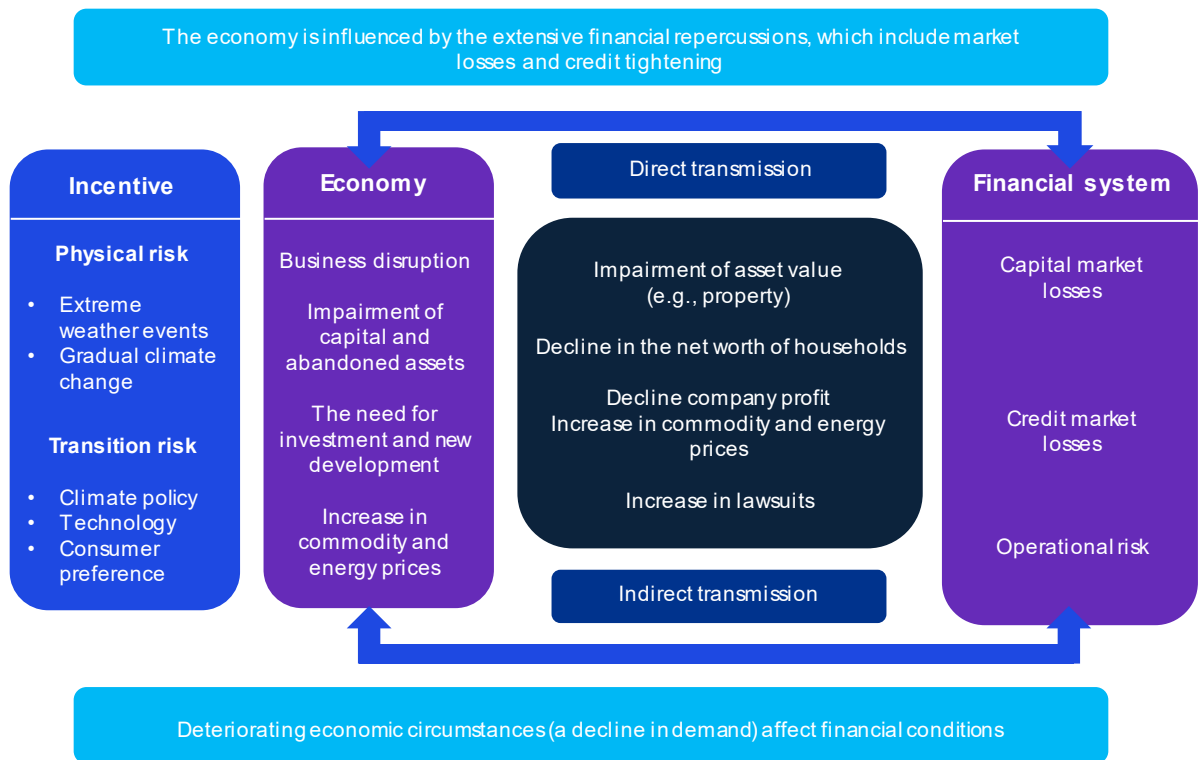 The economy is influenced by the extensive financial repercussions, which include market
losses and credit tightening
Incentive
Physical risk
• Extreme
weather events
• Gradual climate
change
Transition risk
• Climate policy
• Technology
• Consumer
preference
Economy
Business disruption
Impairment of
capital and
abandoned assets
The need for
investment and new
development
Increase in
commodity and
energy prices
Direct transmission
Impairment of asset value
(e.g., property)
Decline in the net worth of households
Decline company profit
Increase in commodity and energy
prices
Increase in lawsuits
Indirect transmission
Financial system
Capital market
losses
Credit market
losses
Operational risk
Deteriorating economic circumstances (a decline in demand) affect financial conditions